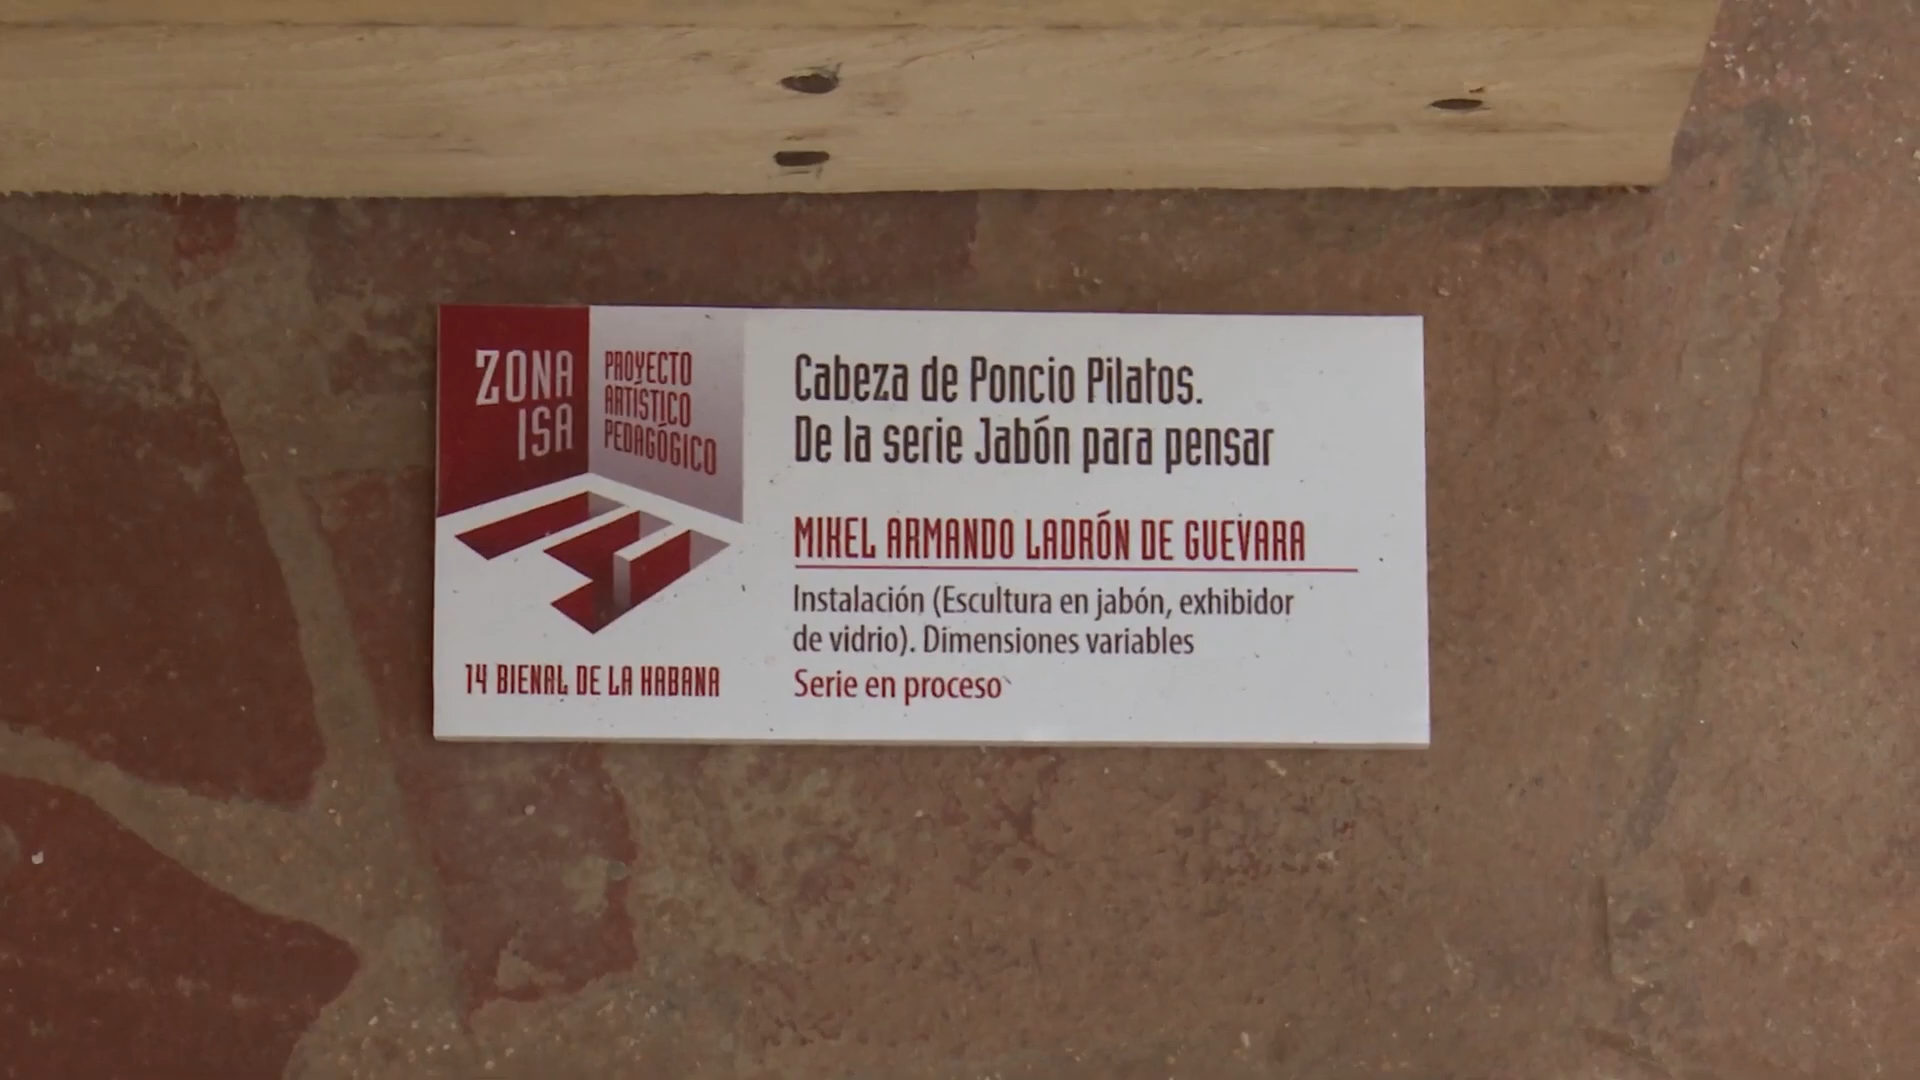 ZONA
ISA
PROYECTO
ARTÍSTICO
PEDAGÓGICO
14 BIENAL DE LA HABANA
Cabeza de Poncio Pilatos.
De la serie Jabón para pensar
MIKEL ARMANDO LADRÓN DE GUEVARA
Instalación (Escultura en jabón, exhibidor
de vidrio). Dimensiones variables
Serie en proceso